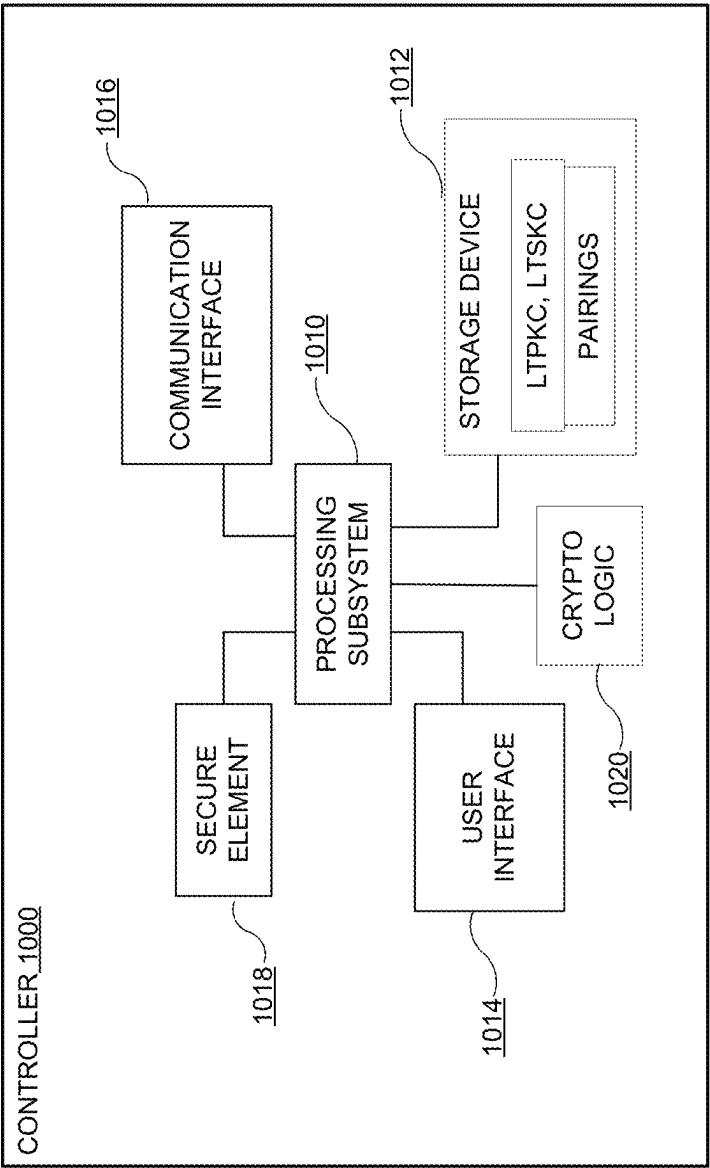 CONTROLLER 1000
SECURE
ELEMENT
1018
COMMUNICATION
INTERFACE
1016
PROCESSING
SUBSYSTEM
1010
USER
INTERFACE
1014
CRYPTO
LOGIC
1020
STORAGE DEVICE
1012
LTPKC, LTSKC
PAIRINGS